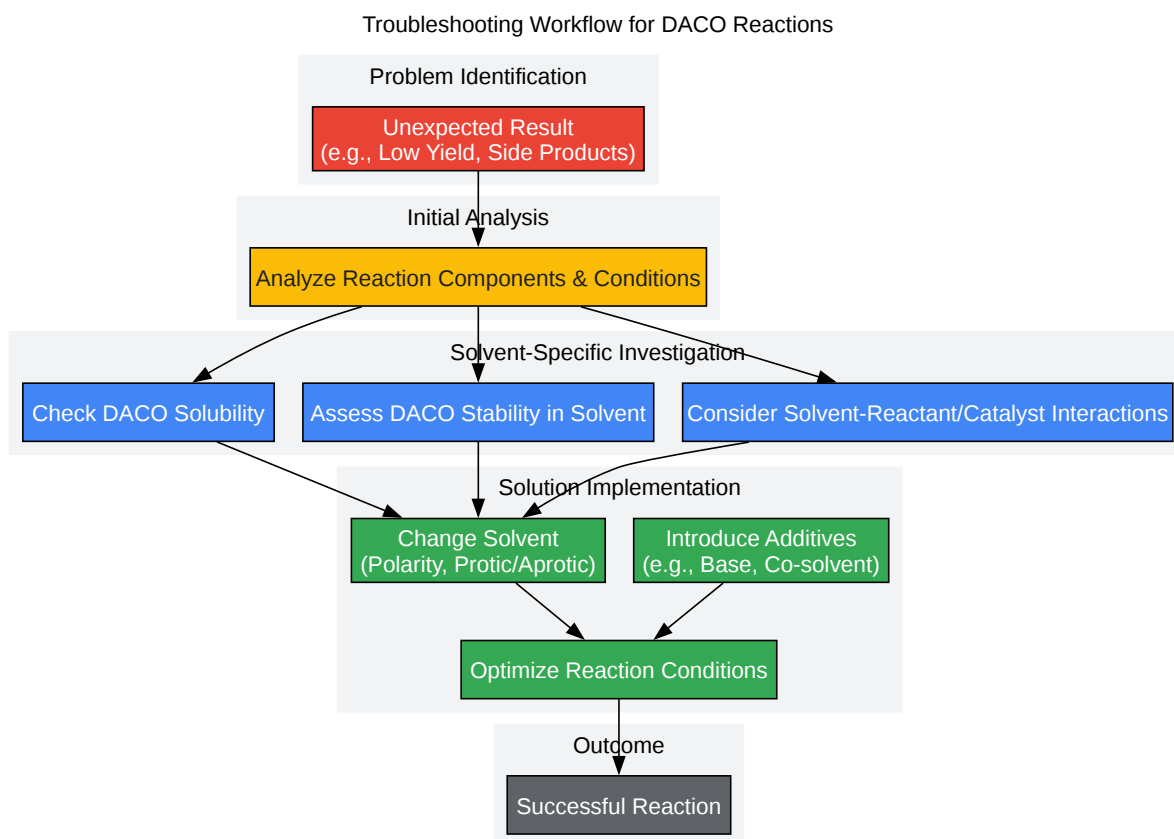 Troubleshooting Workflow for DACO Reactions
Problem Identification
Unexpected Result
(e.g., Low Yield, Side Products)
Initial Analysis
Analyze Reaction Components & Conditions
Solvent-Specific Investigation
Check DACO Solubility
Assess DACO Stability in Solvent
Consider Solvent-Reactant/Catalyst Interactions
Solution Implementation
Change Solvent
(Polarity, Protic/Aprotic)
Introduce Additives
(e.g., Base, Co-solvent)
Optimize Reaction Conditions
Outcome
Successful Reaction